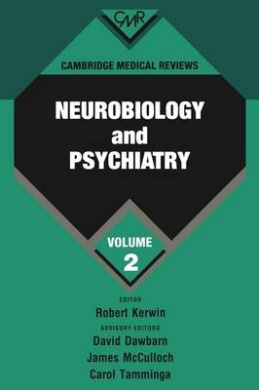 CMR
CAMBRIDGE MEDICAL REVIEWS
NEUROBIOLOGY
and
PSYCHIATRY
VOLUME
2
EDITOR
Robert Kerwin
ADVISORY EDITORS
David Dawbarn
James McCulloch
Carol Tamminga